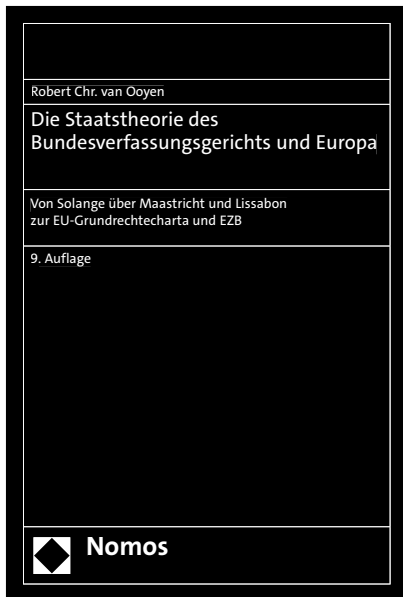 Robert Chr. van Ooyen
Die Staatstheorie des
Bundesverfassungsgerichts und Europa
Von Solange über Maastricht und Lissabon
zur EU-Grundrechtecharta und EZB
9. Auflage
Nomos